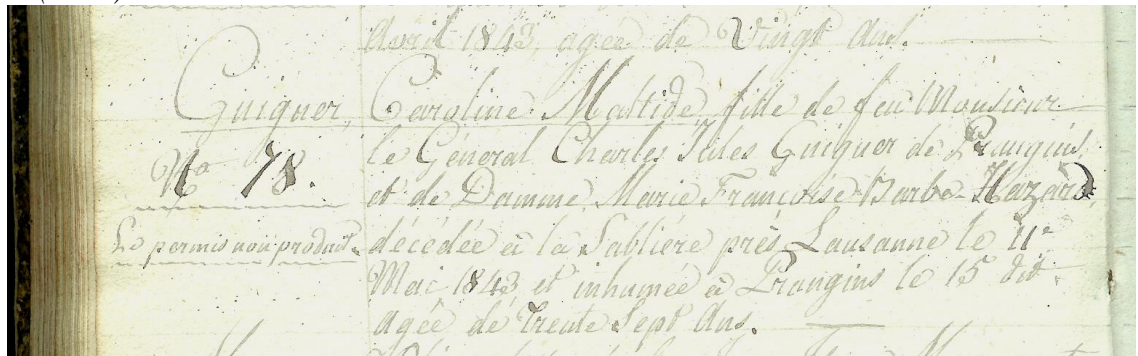 Avril 1843, agée de Vingt Ans.
Guiguer, Caroline Maltide, fille de feu Monsieur
le Général Charles Jules Guiguer de Prangins,
No 78.
et de Damme, Marie Françoise Barbe Hazard,
Le permis non produit.
décédée à la Sablière près Lausanne le 11e
Mai 1843 et inhumée à Prangins le 15 dit
agée de trente Sept Ans.